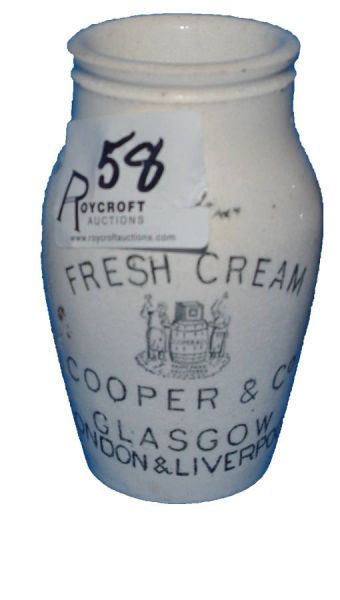 58
ROYCROFT
AUCTIONS
www.roycroftauctions.com
FRESH CREAM
COOPER & Co
GLASGOW
ONDON & LIVERPO